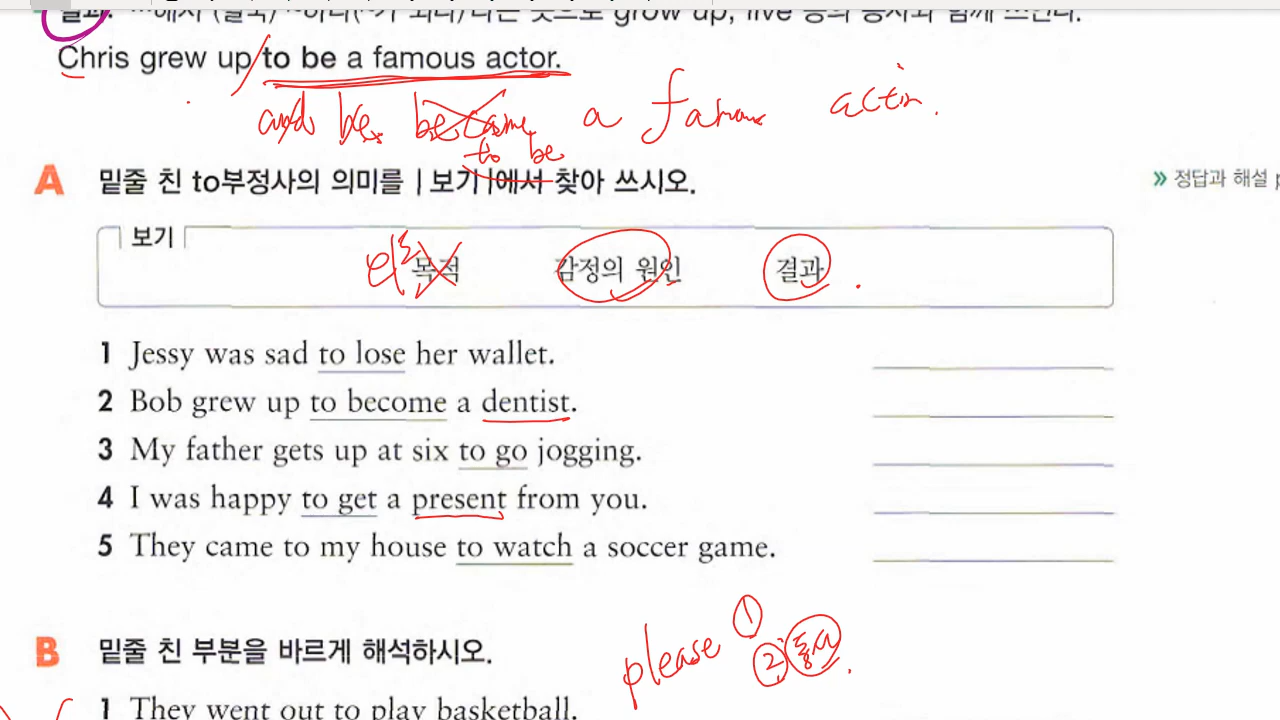 Chris grew up to be a famous actor.
a famous actor.
to be
A 밑줄 친 to부정사의 의미를 | 보기 |에서 찾아 쓰시오.
» 정답과 해설 p
보기
목적 감정의 원인 결과
1 Jessy was sad to lose her wallet.
2 Bob grew up to become a dentist.
3 My father gets up at six to go jogging.
4 I was happy to get a present from you.
5 They came to my house to watch a soccer game.
please ①
② 동사
B 밑줄 친 부분을 바르게 해석하시오.
1 They went out to play basketball.